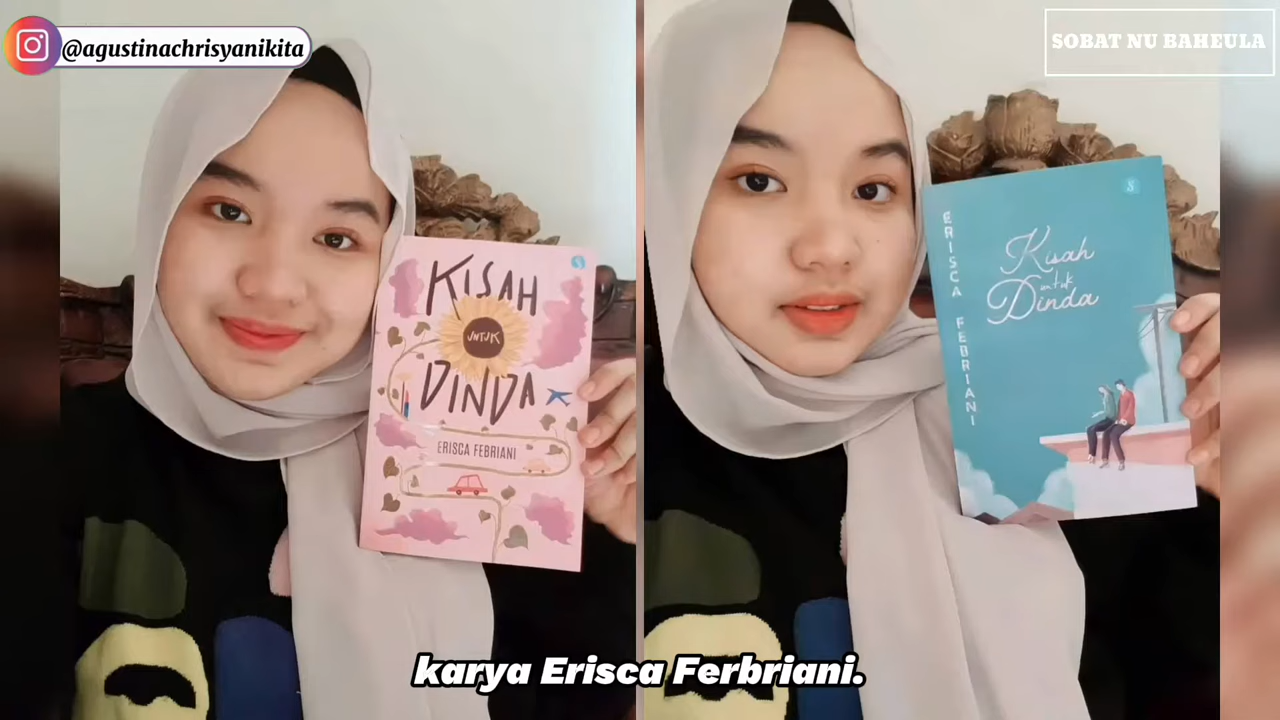 @agustinachrisyanikita
SOBAT NU BAHEULA
KISAH
UNTUK
DINDA
ERISCA FEBRIANI
S
ERISCA FEBRIANI
Kisah
untuk
Dinda
karya Erisca Ferbriani.